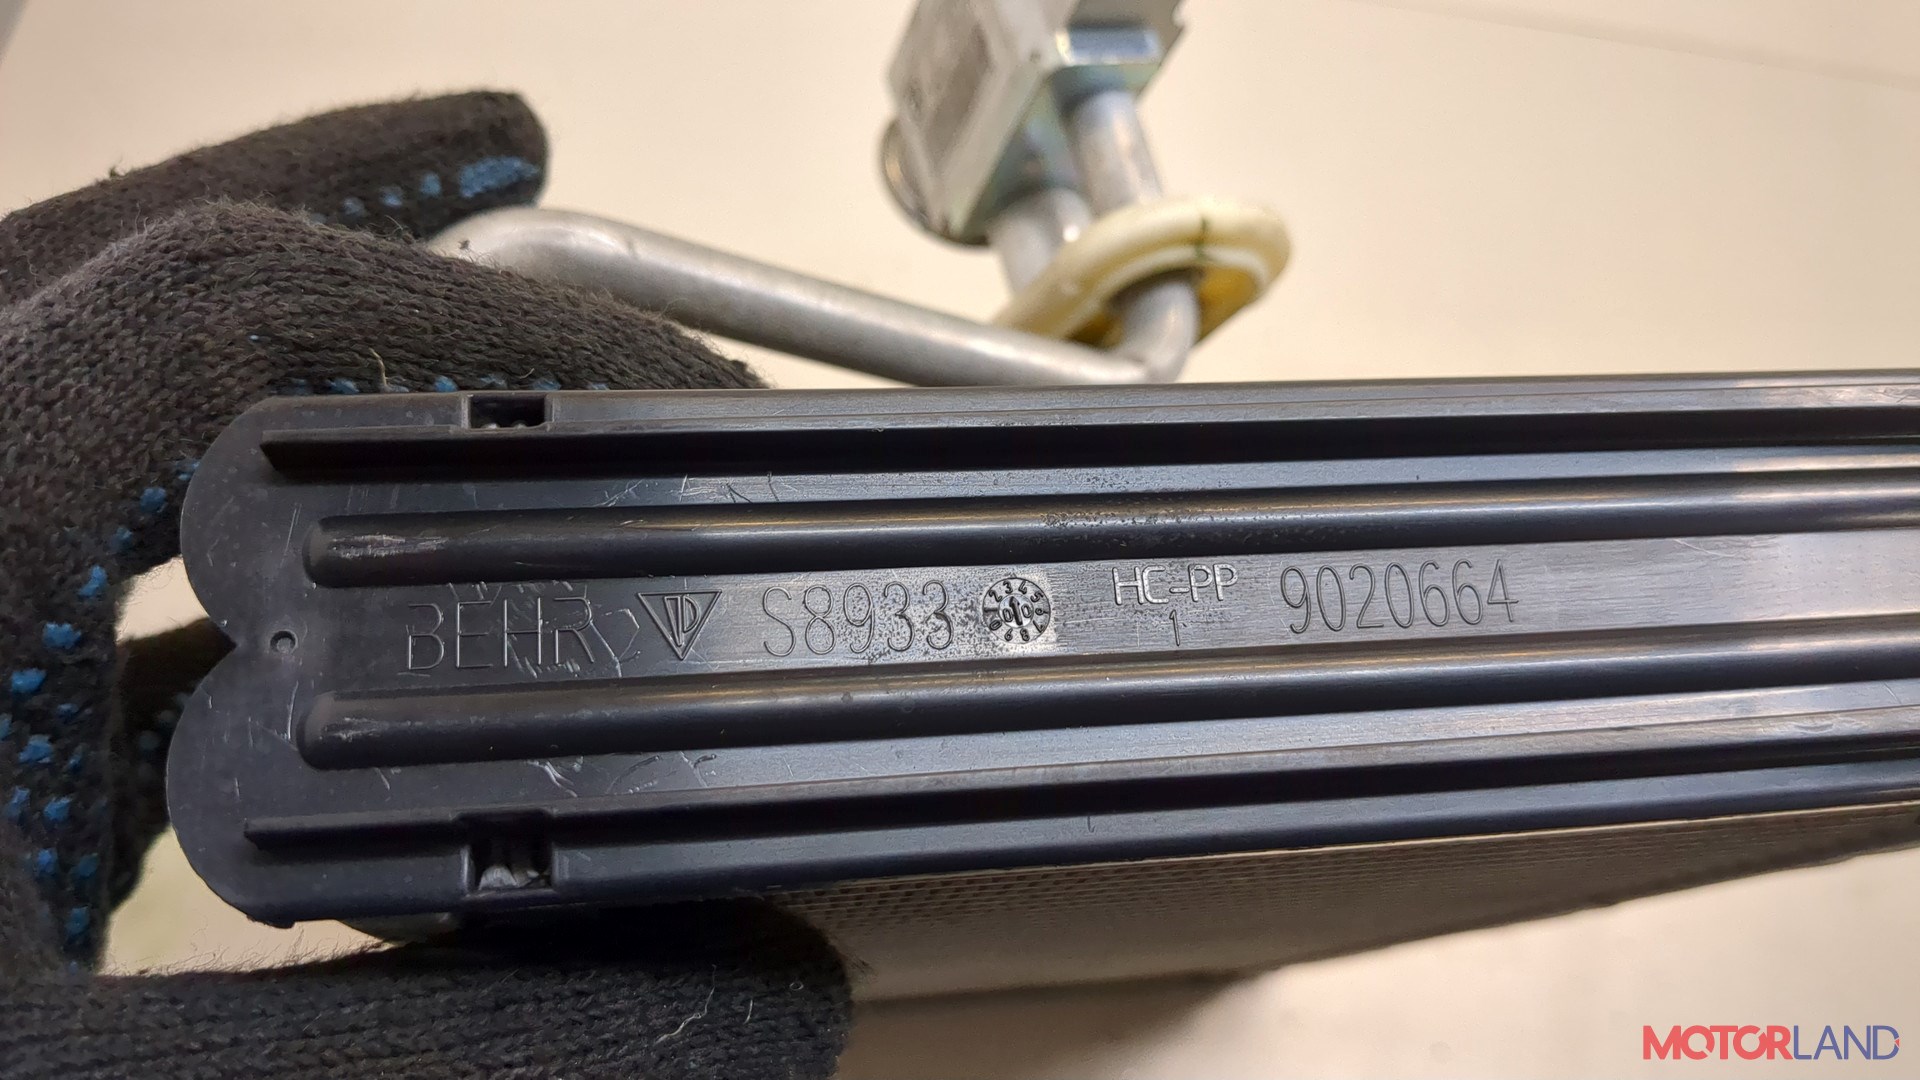 BEHR S8933 HC-PP 9020664
1
MOTORLAND